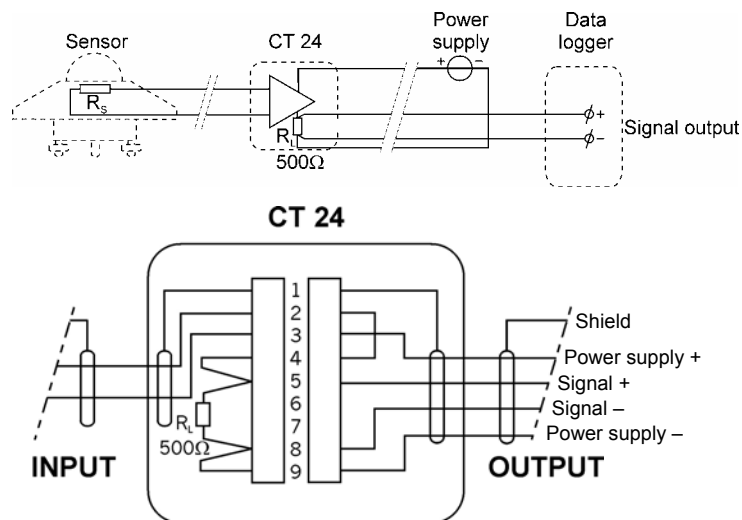 Sensor
CT 24
Power
supply
Data
logger
+ −
R_S
R_L
500Ω
+
−
Signal output
CT 24
1
2
3
4
5
6
7
8
9
R_L
500Ω
Shield
Power supply +
Signal +
Signal –
Power supply –
INPUT
OUTPUT